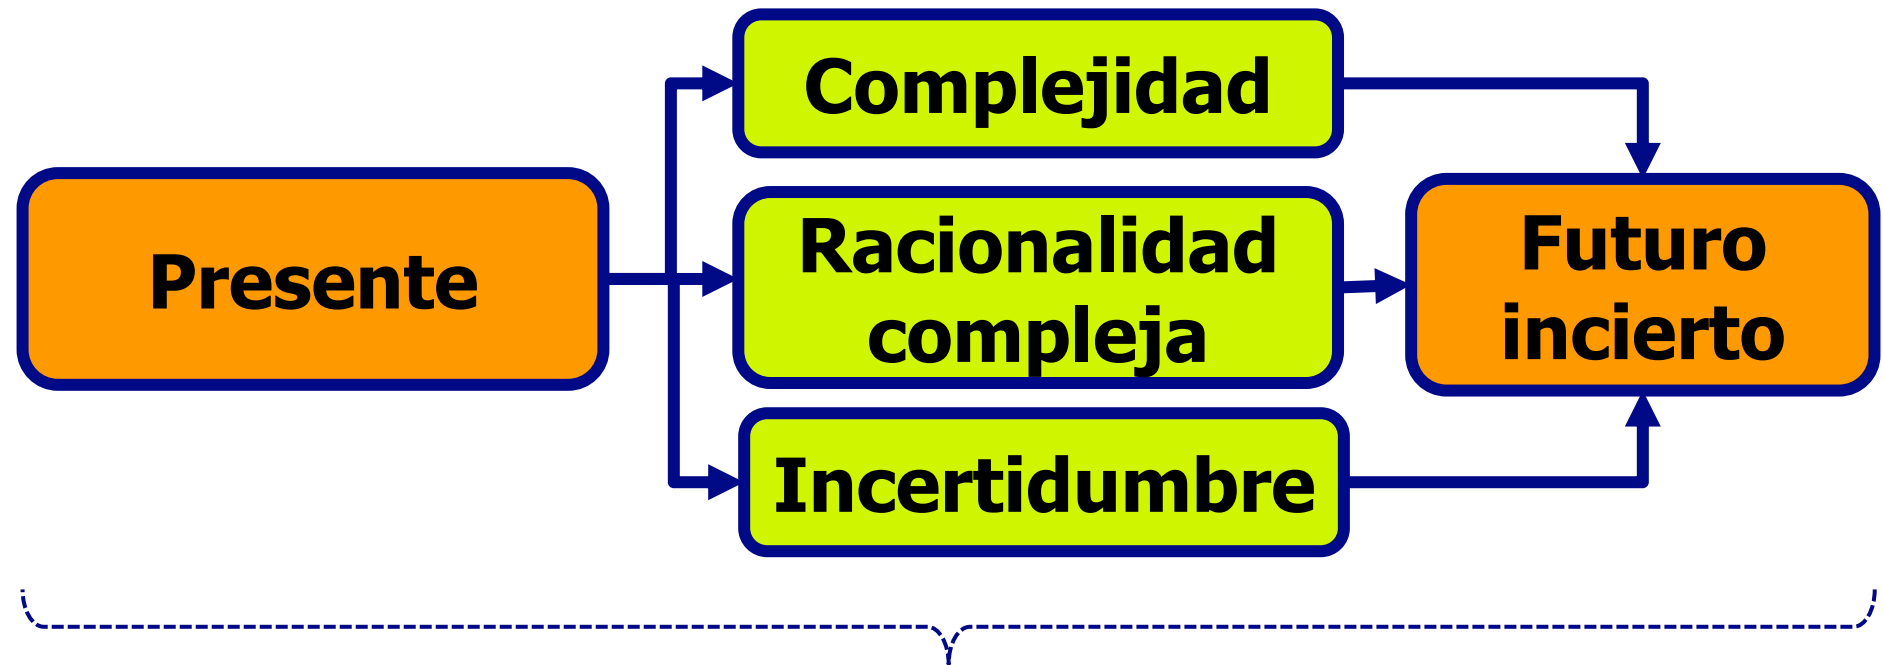 Presente
Complejidad
Racionalidad
compleja
Incertidumbre
Futuro
incierto